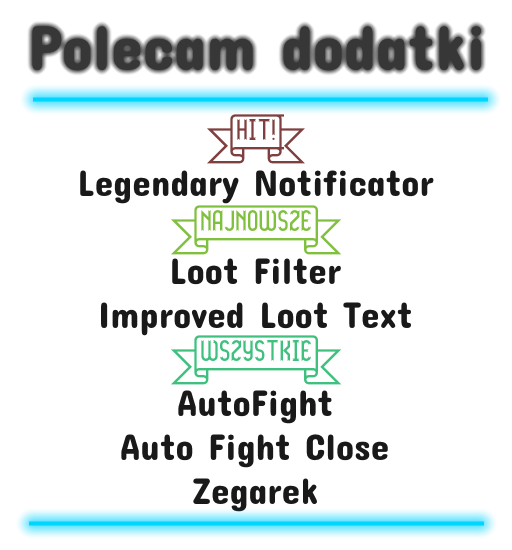 Polecam dodatki
HIT!
Legendary Notificator
NAJNOWSZE
Loot Filter
Improved Loot Text
WSZYSTKIE
AutoFight
Auto Fight Close
Zegarek